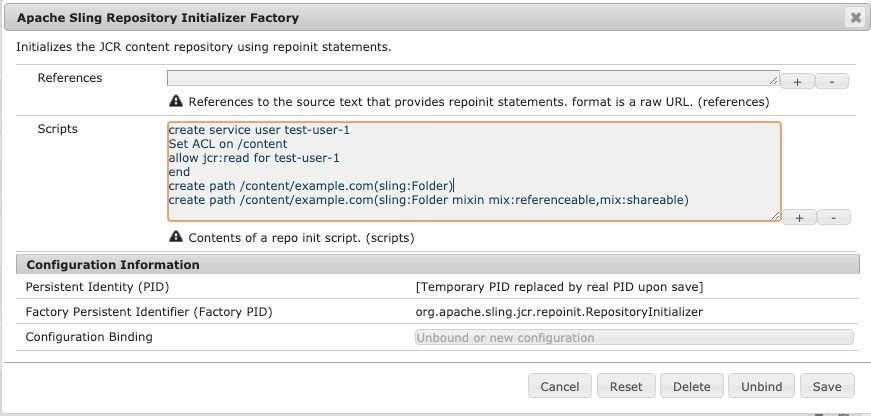 Apache Sling Repository Initializer Factory
Initializes the JCR content repository using repoinit statements.
References
+ -
References to the source text that provides repoinit statements. format is a raw URL. (references)
Scripts
create service user test-user-1
Set ACL on /content
allow jcr:read for test-user-1
end
create path /content/example.com(sling:Folder)
create path /content/example.com(sling:Folder mixin mix:referenceable,mix:shareable)
+ -
Contents of a repo init script. (scripts)
Configuration Information
Persistent Identity (PID) [Temporary PID replaced by real PID upon save]
Factory Persistent Identifier (Factory PID) org.apache.sling.jcr.repoinit.RepositoryInitializer
Configuration Binding Unbound or new configuration
Cancel Reset Delete Unbind Save